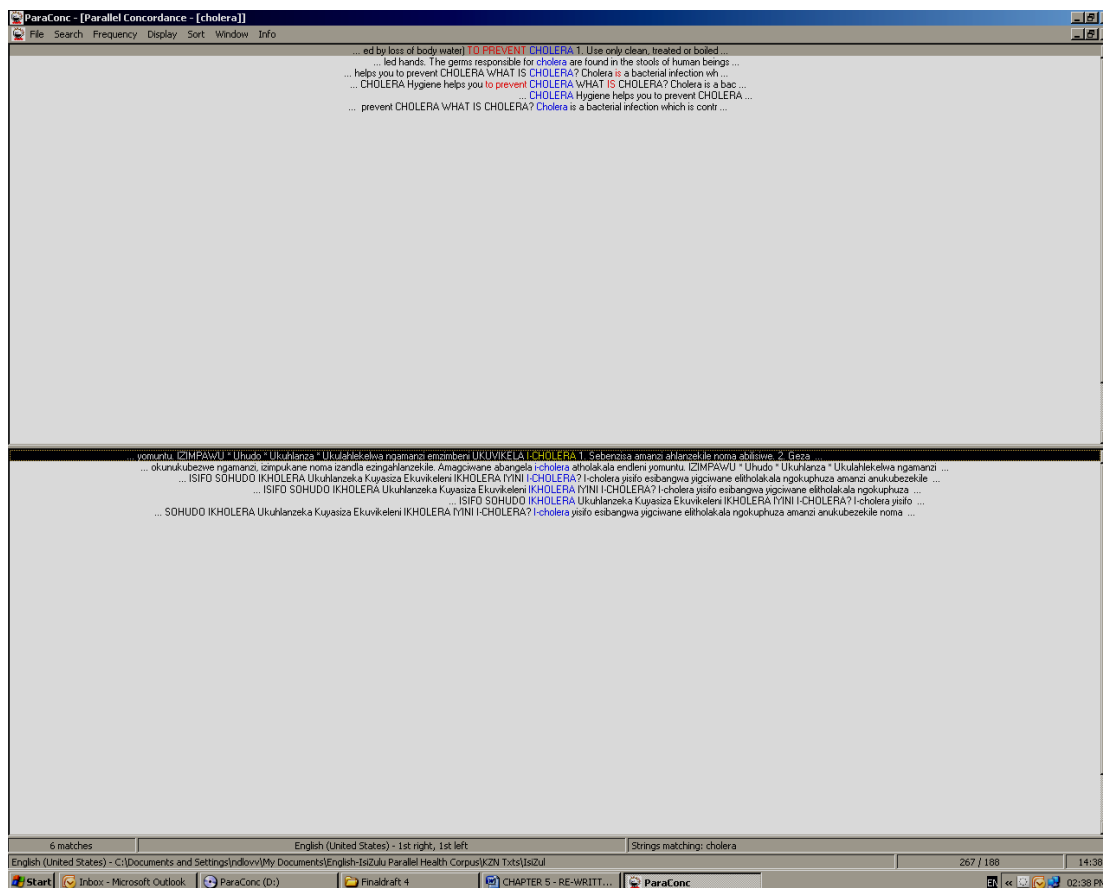 ParaConc - [Parallel Concordance - [cholera]]
File Search Frequency Display Sort Window Info
... ed by loss of body water) TO PREVENT CHOLERA 1. Use only clean, treated or boiled ...
... led hands. The germs responsible for cholera are found in the stools of human beings ...
... helps you to prevent CHOLERA WHAT IS CHOLERA? Cholera is a bacterial infection wh ...
... CHOLERA Hygiene helps you to prevent CHOLERA WHAT IS CHOLERA? Cholera is a bac ...
... CHOLERA Hygiene helps you to prevent CHOLERA ...
... prevent CHOLERA WHAT IS CHOLERA? Cholera is a bacterial infection which is contr ...
... yomuntu. IZIMPAWU * Uhudo * Ukuhlanza * Ukulahlekelwa ngamanzi emzimbeni UKUVIKELA I-CHOLERA 1. Sebenzisa amanzi ahlanzekile noma abilisiwe. 2. Geza ...
... okunukubezwe ngamanzi, izimpukane noma izandla ezingahlanzekile. Amagciwane abangela i-cholera atholakala endleni yomuntu. IZIMPAWU * Uhudo * Ukuhlanza * Ukulahlekelwa ngamanzi ...
... ISIFO SOHUDO IKHOLERA Ukuhlanzeka Kuyasiza Ekuvikeleni IKHOLERA IYINI I-CHOLERA? I-cholera yisifo esibangwa yigciwane elitholakala ngokuphuza amanzi anukubezekile ...
... ISIFO SOHUDO IKHOLERA Ukuhlanzeka Kuyasiza Ekuvikeleni IKHOLERA IYINI I-CHOLERA? I-cholera yisifo esibangwa yigciwane elitholakala ngokuphuza ...
... ISIFO SOHUDO IKHOLERA Ukuhlanzeka Kuyasiza Ekuvikeleni IKHOLERA IYINI I-CHOLERA? I-cholera yisifo ...
... SOHUDO IKHOLERA Ukuhlanzeka Kuyasiza Ekuvikeleni IKHOLERA IYINI I-CHOLERA? I-cholera yisifo esibangwa yigciwane elitholakala ngokuphuza amanzi anukubezekile noma ...
6 matches English (United States) - 1st right, 1st left Strings matching: cholera
English (United States) - C:\Documents and Settings\ndlovv\My Documents\English-IsiZulu Parallel Health Corpus\KZN Txts\IsiZul 267 / 188 14:38
Start Inbox - Microsoft Outlook ParaConc (D:) Finaldraft 4 CHAPTER 5 - RE-WRITT... ParaConc EN « 02:38 PM